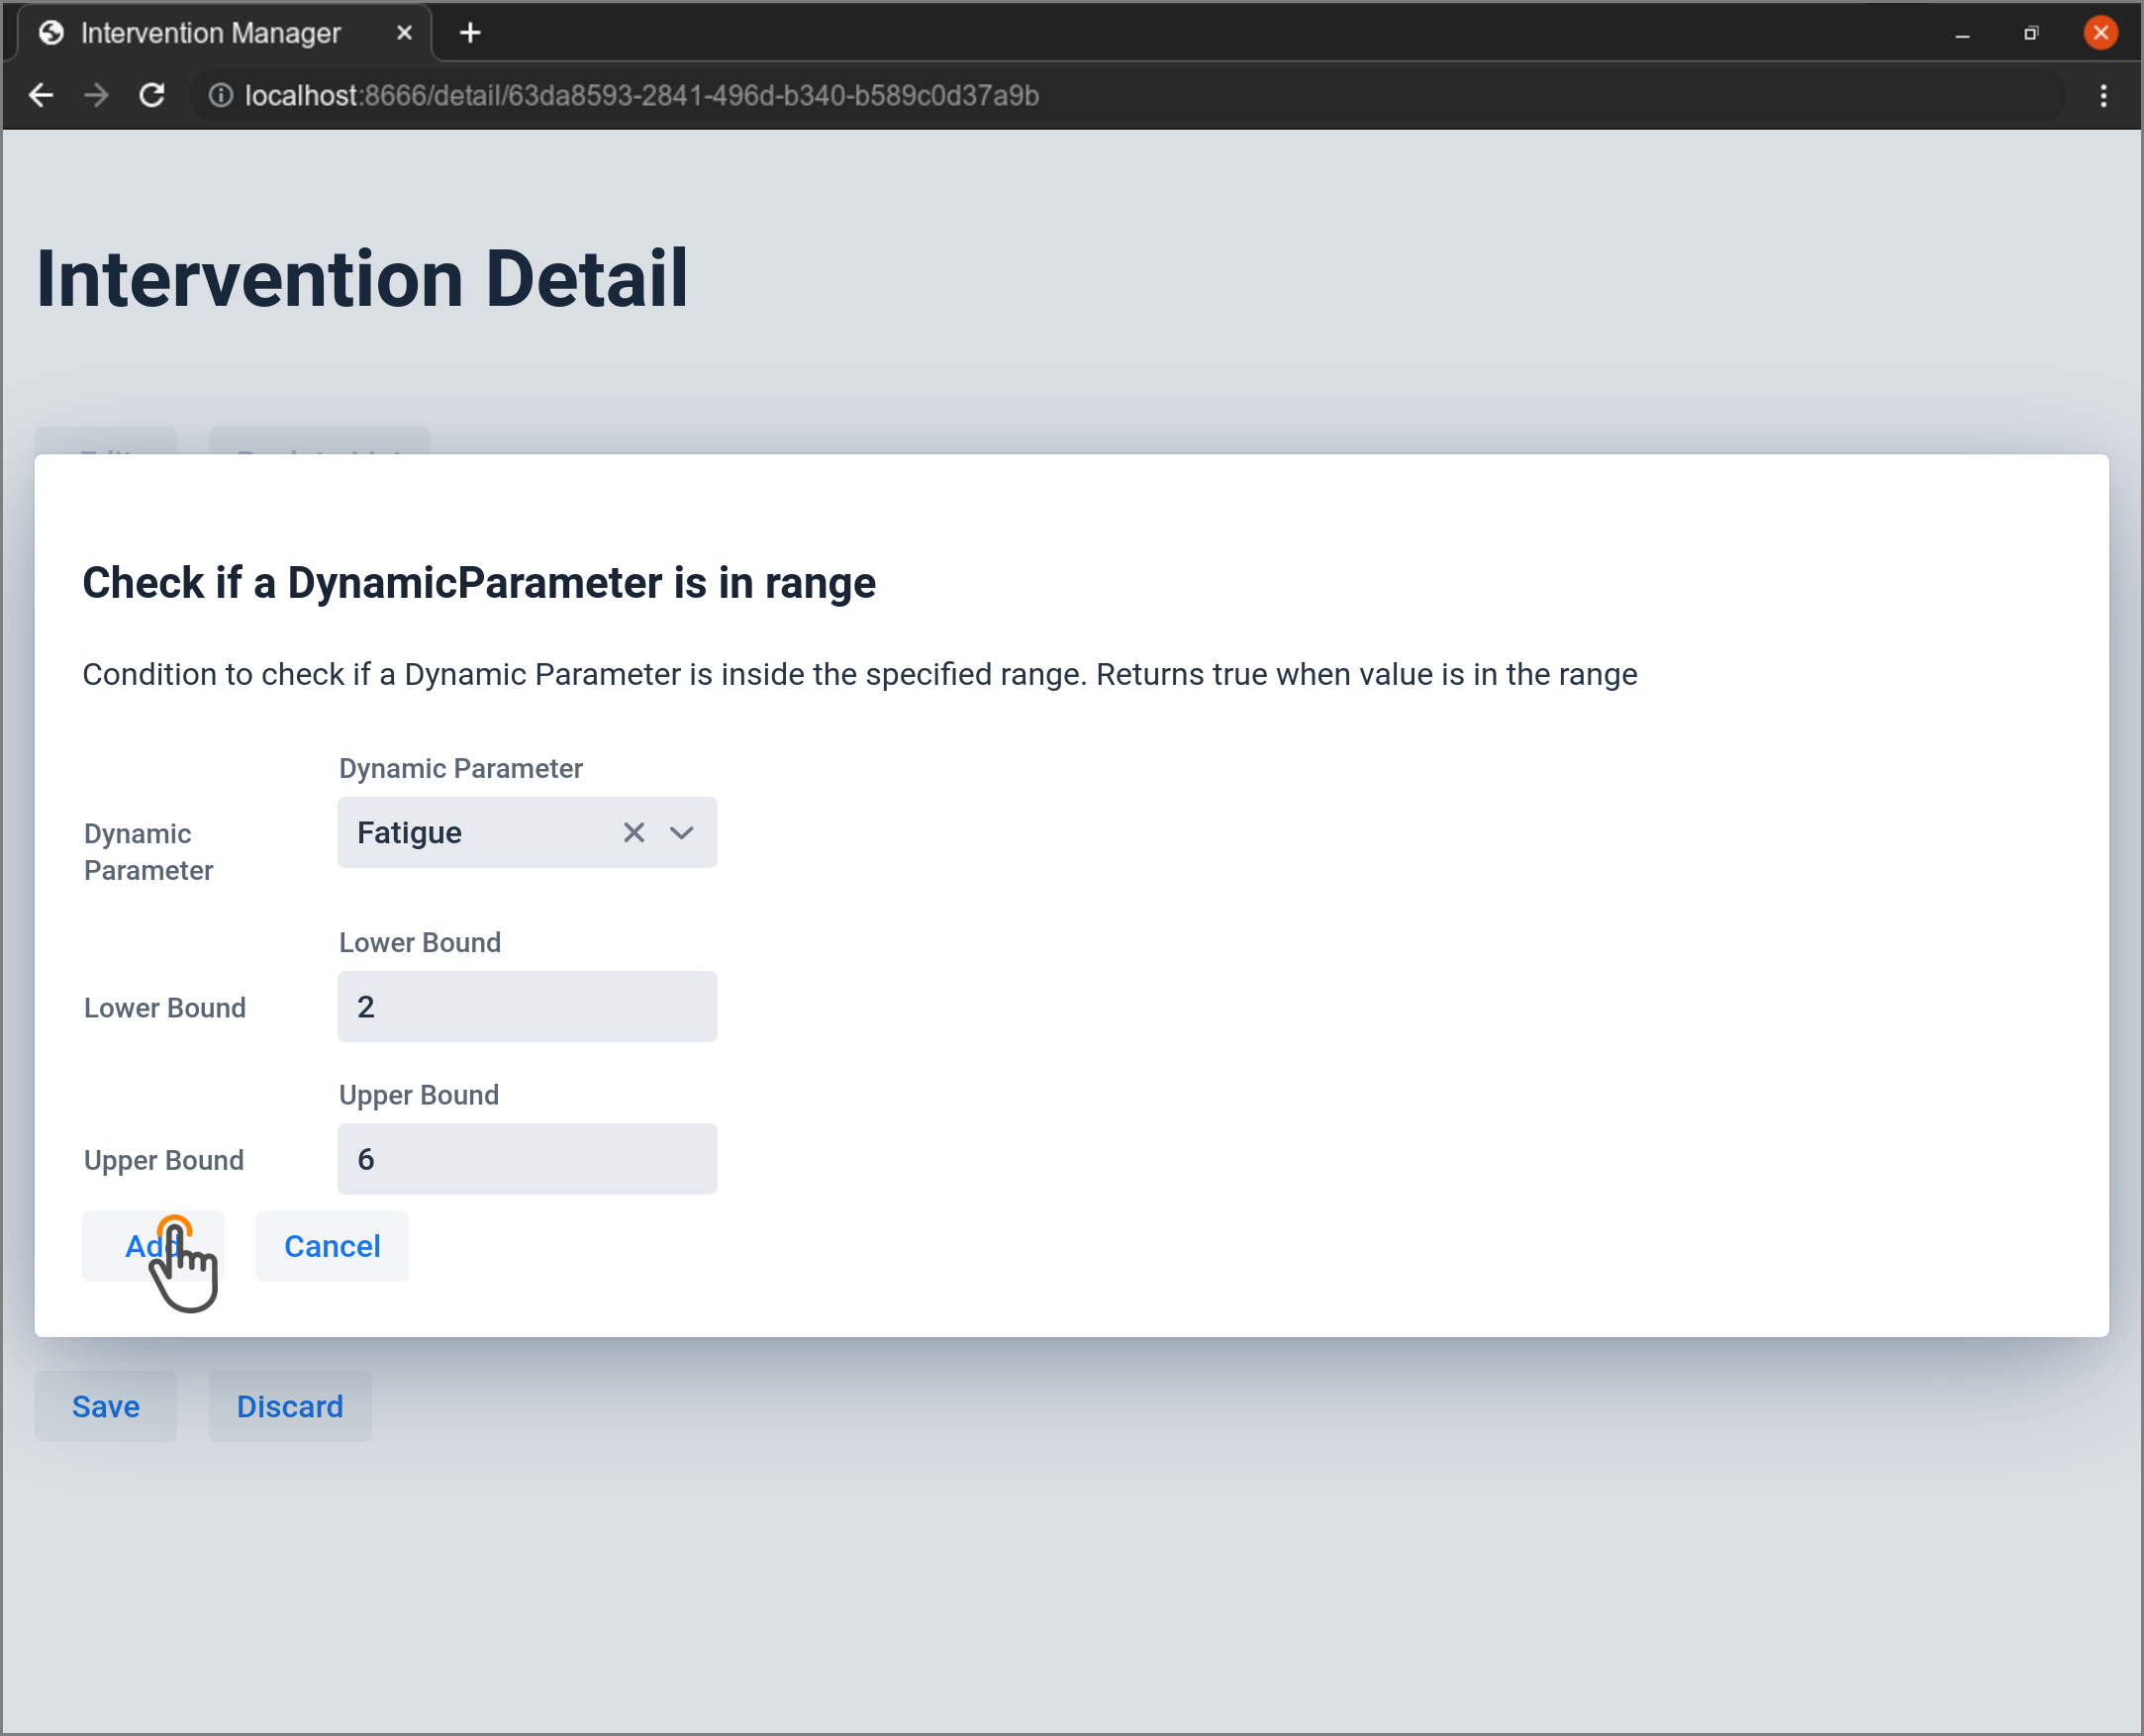 Intervention Manager
localhost:8666/detail/63da8593-2841-496d-b340-b589c0d37a9b
Intervention Detail
Check if a DynamicParameter is in range
Condition to check if a Dynamic Parameter is inside the specified range. Returns true when value is in the range
Dynamic Parameter
Dynamic Parameter
Fatigue
Lower Bound
Lower Bound
2
Upper Bound
Upper Bound
6
Add
Cancel
Save
Discard